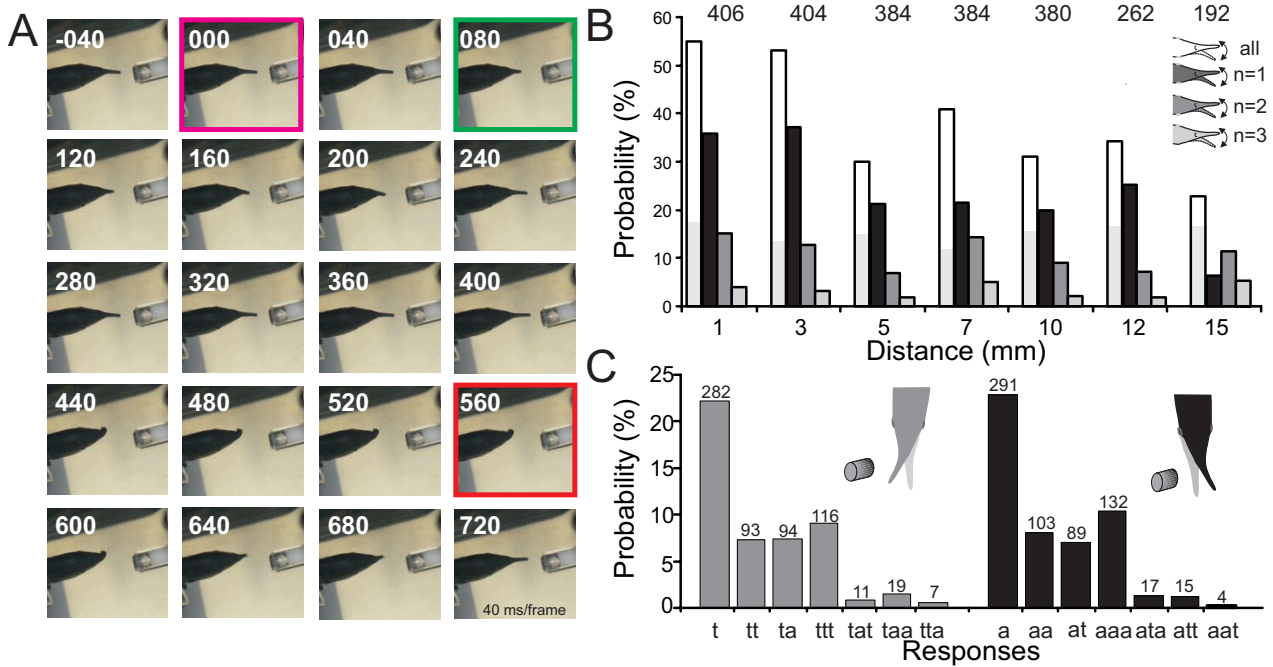 A
-040 000 040 080
120 160 200 240
280 320 360 400
440 480 520 560
600 640 680 720
40 ms/frame
B
406 404 384 384 380 262 192
60
50
40
30
20
10
0
Probability (%)
1 3 5 7 10 12 15
Distance (mm)
all
n=1
n=2
n=3
C
25
20
15
10
5
0
Probability (%)
282 93 94 116 11 19 7 291 103 89 132 17 15 4
t tt ta ttt tat taa tta a aa at aaa ata att aat
Responses